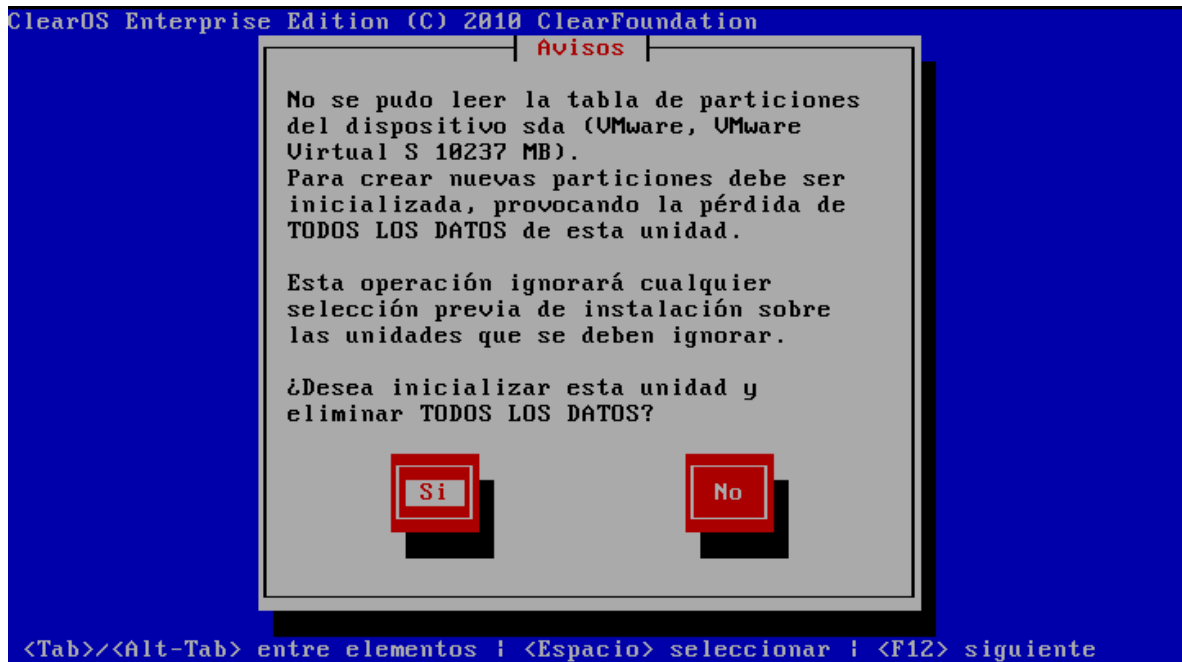 ClearOS Enterprise Edition (C) 2010 ClearFoundation
Avisos
No se pudo leer la tabla de particiones
del dispositivo sda (VMware, VMware
Virtual S 10237 MB).
Para crear nuevas particiones debe ser
inicializada, provocando la pérdida de
TODOS LOS DATOS de esta unidad.
Esta operación ignorará cualquier
selección previa de instalación sobre
las unidades que se deben ignorar.
¿Desea inicializar esta unidad y
eliminar TODOS LOS DATOS?
Si No
<Tab>/<Alt-Tab> entre elementos | <Espacio> seleccionar | <F12> siguiente